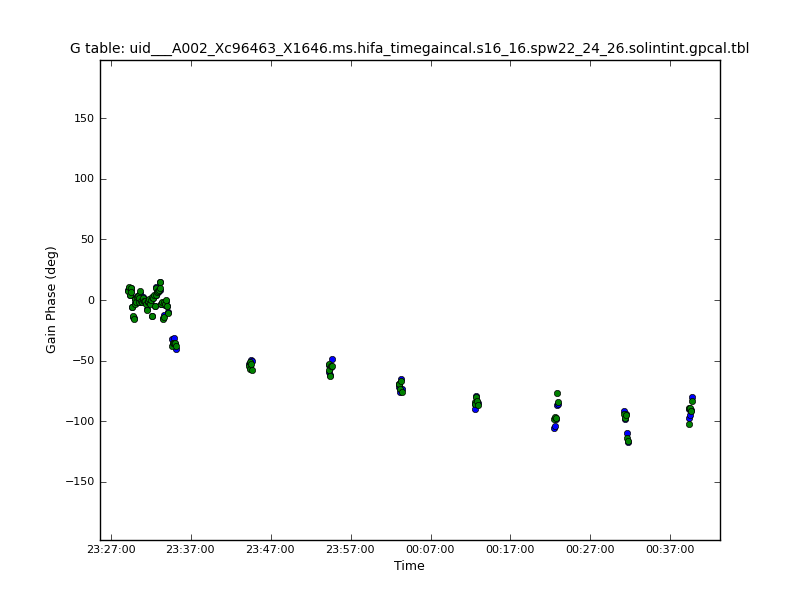 G table: uid___A002_Xc96463_X1646.ms.hifa_timegaincal.s16_16.spw22_24_26.solintint.gpcal.tbl
150
100
50
0
−50
−100
−150
Gain Phase (deg)
23:27:00 23:37:00 23:47:00 23:57:00 00:07:00 00:17:00 00:27:00 00:37:00
Time